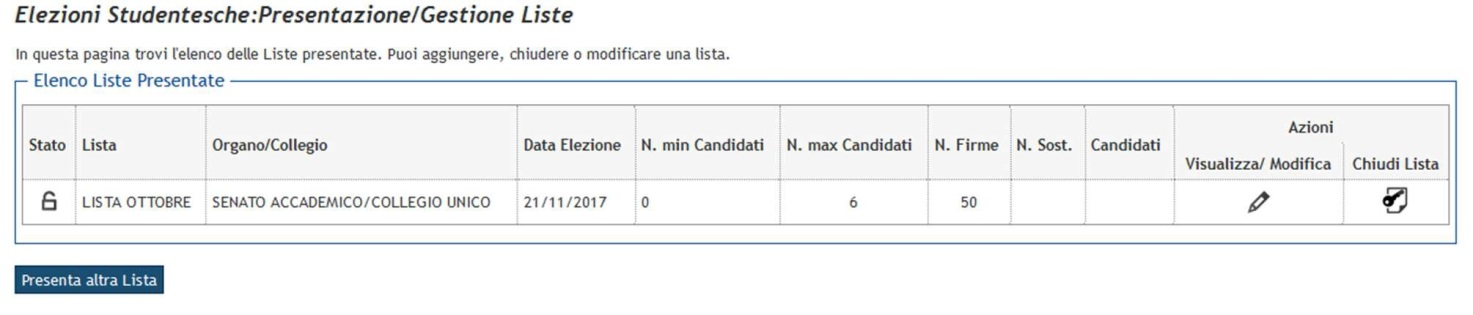 Elezioni Studentesche:Presentazione/Gestione Liste
In questa pagina trovi l'elenco delle Liste presentate. Puoi aggiungere, chiudere o modificare una lista.
Elenco Liste Presentate
Stato Lista Organo/Collegio Data Elezione N. min Candidati N. max Candidati N. Firme N. Sost. Candidati Azioni
Visualizza/ Modifica Chiudi Lista
LISTA OTTOBRE SENATO ACCADEMICO/COLLEGIO UNICO 21/11/2017 0 6 50
Presenta altra Lista